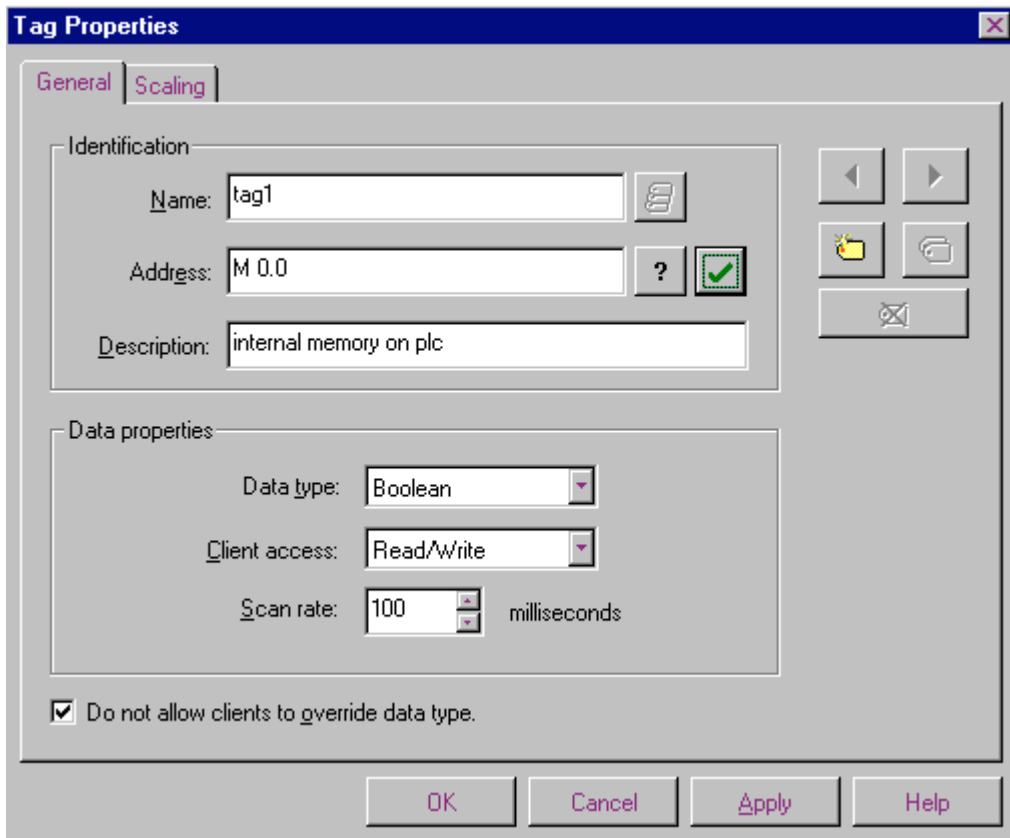 Tag Properties
General Scaling
Identification
Name: tag1
Address: M 0.0 ?
Description: internal memory on plc
Data properties
Data type: Boolean
Client access: Read/Write
Scan rate: 100 milliseconds
Do not allow clients to override data type.
OK Cancel Apply Help